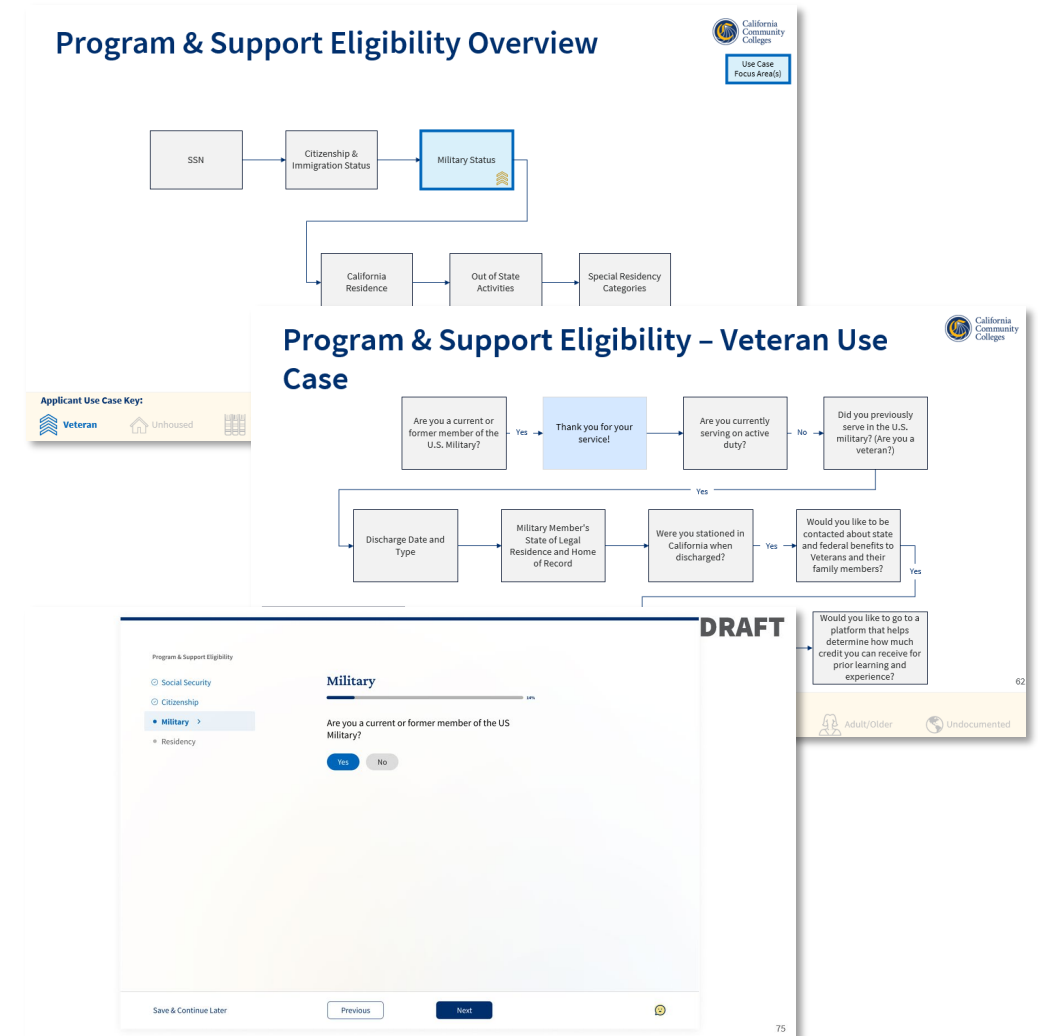 Program & Support Eligibility Overview
California
Community
Colleges
Use Case
Focus Area(s)
SSN
Citizenship &
Immigration Status
Military Status
California
Residence
Out of State
Activities
Special Residency
Categories
Applicant Use Case Key:
Veteran
Unhoused
Program & Support Eligibility – Veteran Use
Case
California
Community
Colleges
Are you a current or
former member of the
U.S. Military?
Yes
Thank you for your
service!
Are you currently
serving on active
duty?
No
Did you previously
serve in the U.S.
military? (Are you a
veteran?)
Yes
Discharge Date and
Type
Military Member's
State of Legal
Residence and Home
of Record
Were you stationed in
California when
discharged?
Yes
Would you like to be
contacted about state
and federal benefits to
Veterans and their
family members?
Yes
Would you like to go to a
platform that helps
determine how much
credit you can receive for
prior learning and
experience?
62
Adult/Older
Undocumented
DRAFT
Program & Support Eligibility
Social Security
Citizenship
Military >
Residency
Military
14%
Are you a current or former member of the US
Military?
Yes
No
Save & Continue Later
Previous
Next
75